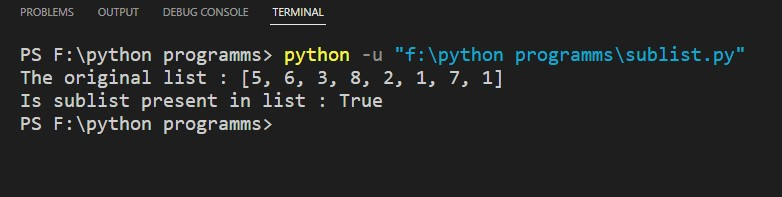 PROBLEMS OUTPUT DEBUG CONSOLE TERMINAL
PS F:\python programms> python -u "f:\python programms\sublist.py"
The original list : [5, 6, 3, 8, 2, 1, 7, 1]
Is sublist present in list : True
PS F:\python programms>